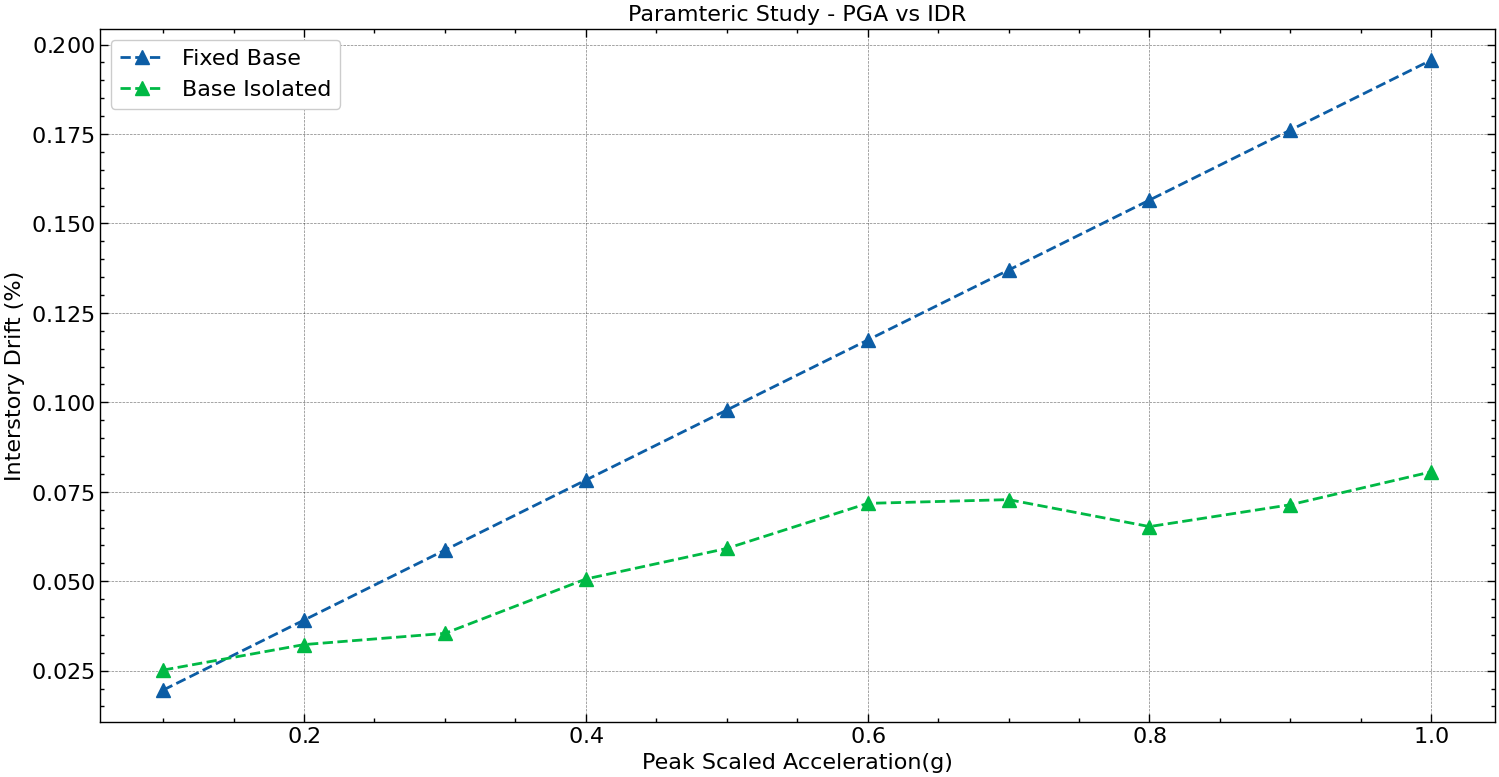 Paramteric Study - PGA vs IDR
Fixed Base
Base Isolated
Interstory Drift (%)
0.200
0.175
0.150
0.125
0.100
0.075
0.050
0.025
0.2
0.4
0.6
0.8
1.0
Peak Scaled Acceleration(g)